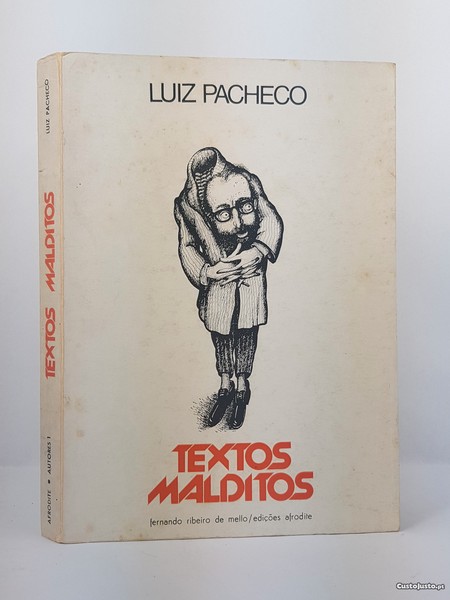 LUIZ PACHECO
TEXTOS
MALDITOS
fernando ribeiro de mello/edições afrodite
LUIZ PACHECO
TEXTOS MALDITOS
AFRODITE • AUTORES 1
CustoJusto.pt